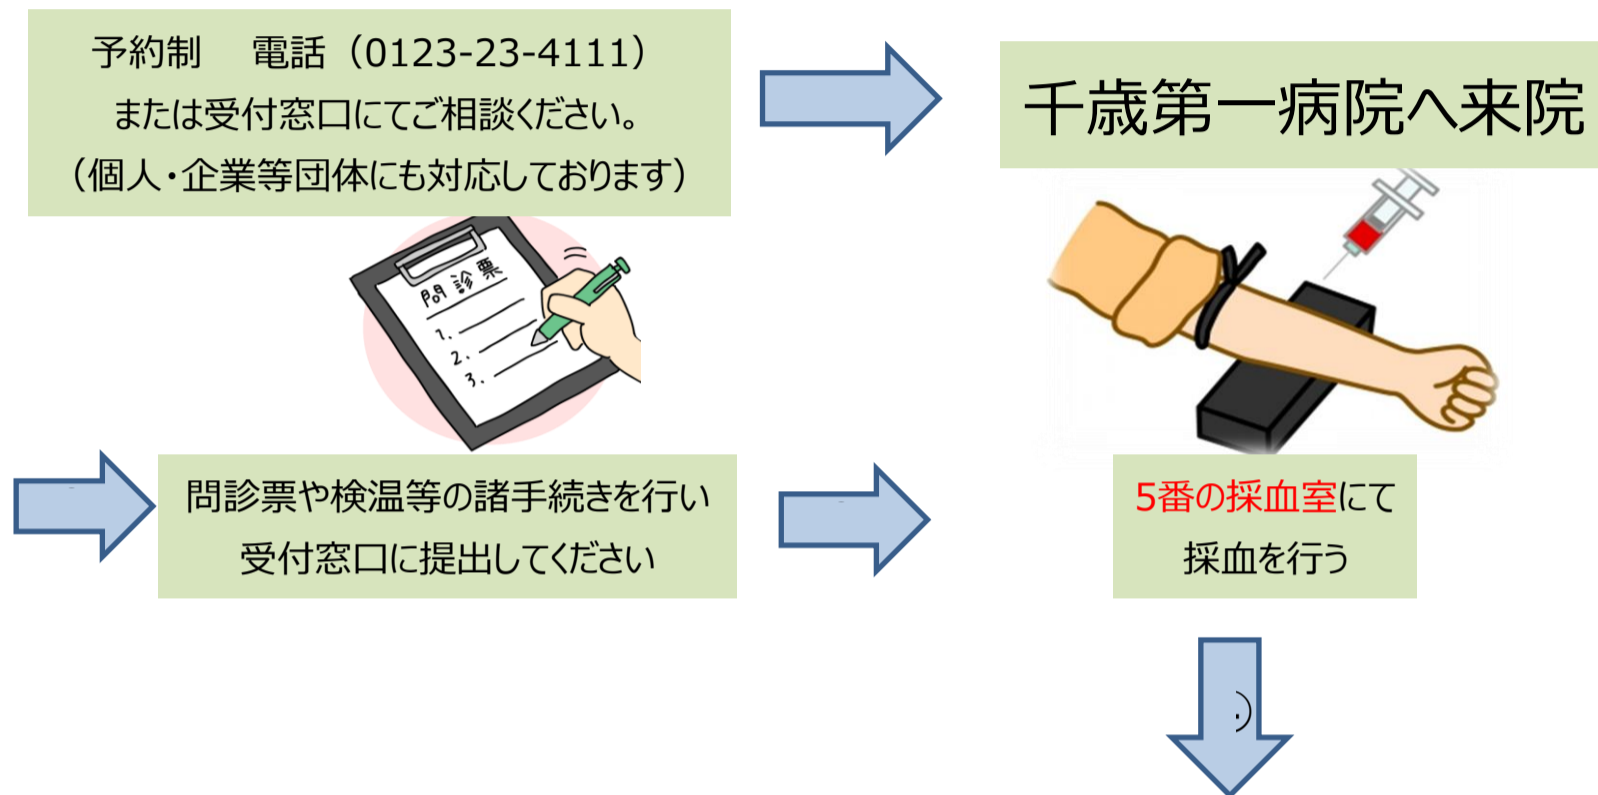 予約制　電話（0123-23-4111）
または受付窓口にてご相談ください。
（個人・企業等団体にも対応しております）
千歳第一病院へ来院
問診票
1.
2.
3.
問診票や検温等の諸手続きを行い
受付窓口に提出してください
5番の採血室にて
採血を行う